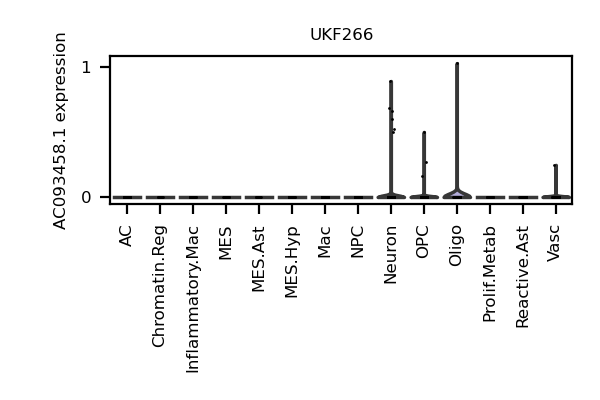 UKF266
AC093458.1 expression
1
0
AC
Chromatin.Reg
Inflammatory.Mac
MES
MES.Ast
MES.Hyp
Mac
NPC
Neuron
OPC
Oligo
Prolif.Metab
Reactive.Ast
Vasc